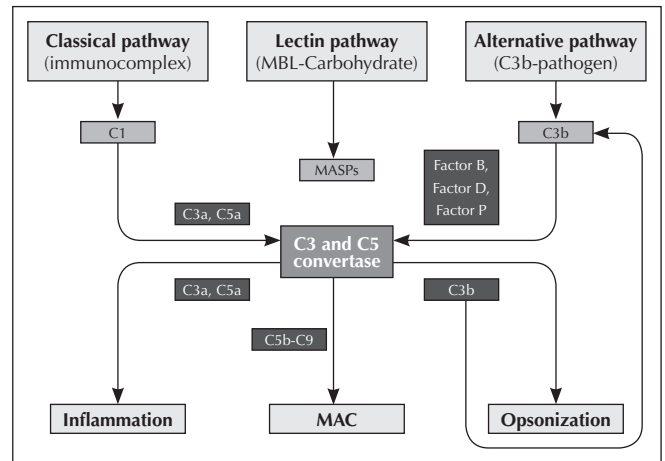 Classical pathway
(immunocomplex)
Lectin pathway
(MBL-Carbohydrate)
Alternative pathway
(C3b-pathogen)
C1
MASPs
C3b
Factor B,
Factor D,
Factor P
C3a, C5a
C3 and C5
convertase
C3a, C5a
C3b
C5b-C9
Inflammation
MAC
Opsonization